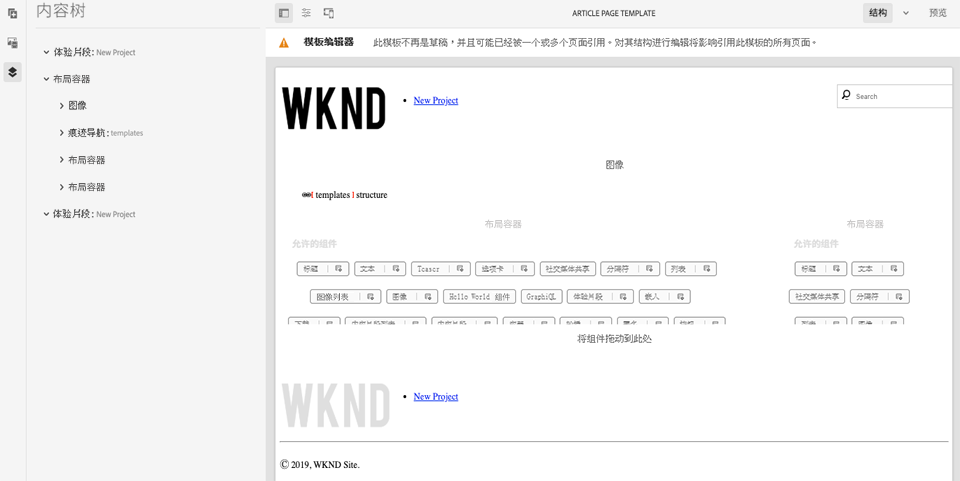 内容树
ARTICLE PAGE TEMPLATE
结构
预览
模板编辑器
此模板不再是草稿，并且可能已经被一个或多个页面引用。对其结构进行编辑将影响引用此模板的所有页面。
体验片段: New Project
布局容器
图像
痕迹导航: templates
布局容器
布局容器
体验片段: New Project
WKND
New Project
Search
图像
templates structure
布局容器
允许的组件
标题 文本 Teaser 选项卡 社交媒体共享 分隔符 列表
图像列表 图像 Hello World 组件 GraphiQL 体验片段 嵌入
布局容器
允许的组件
标题 文本
社交媒体共享 分隔符
将组件拖动到此处
WKND
New Project
© 2019, WKND Site.